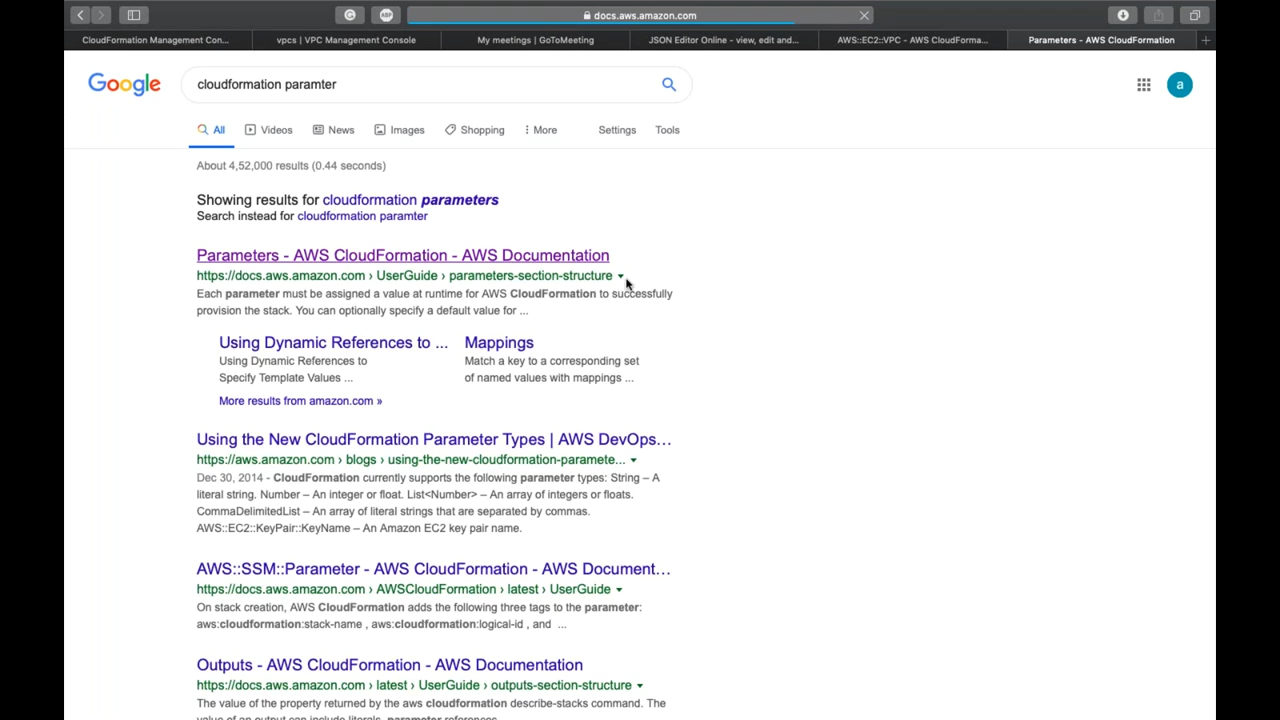 docs.aws.amazon.com
CloudFormation Management Con...
vpcs | VPC Management Console
My meetings | GoToMeeting
JSON Editor Online - view, edit and...
AWS::EC2::VPC - AWS CloudForma...
Parameters - AWS CloudFormation
Google
cloudformation paramter
a
All
Videos
News
Images
Shopping
More
Settings
Tools
About 4,52,000 results (0.44 seconds)
Showing results for cloudformation parameters
Search instead for cloudformation paramter
Parameters - AWS CloudFormation - AWS Documentation
https://docs.aws.amazon.com › UserGuide › parameters-section-structure
Each parameter must be assigned a value at runtime for AWS CloudFormation to successfully
provision the stack. You can optionally specify a default value for ...
Using Dynamic References to ...
Using Dynamic References to
Specify Template Values ...
Mappings
Match a key to a corresponding set
of named values with mappings ...
More results from amazon.com »
Using the New CloudFormation Parameter Types | AWS DevOps...
https://aws.amazon.com › blogs › using-the-new-cloudformation-paramete...
Dec 30, 2014 - CloudFormation currently supports the following parameter types: String – A
literal string. Number – An integer or float. List<Number> – An array of integers or floats.
CommaDelimitedList – An array of literal strings that are separated by commas.
AWS::EC2::KeyPair::KeyName – An Amazon EC2 key pair name.
AWS::SSM::Parameter - AWS CloudFormation - AWS Document...
https://docs.aws.amazon.com › AWSCloudFormation › latest › UserGuide
On stack creation, AWS CloudFormation adds the following three tags to the parameter:
aws:cloudformation:stack-name , aws:cloudformation:logical-id , and ...
Outputs - AWS CloudFormation - AWS Documentation
https://docs.aws.amazon.com › latest › UserGuide › outputs-section-structure
The value of the property returned by the aws cloudformation describe-stacks command. The
value of an output can include literals, parameter references,